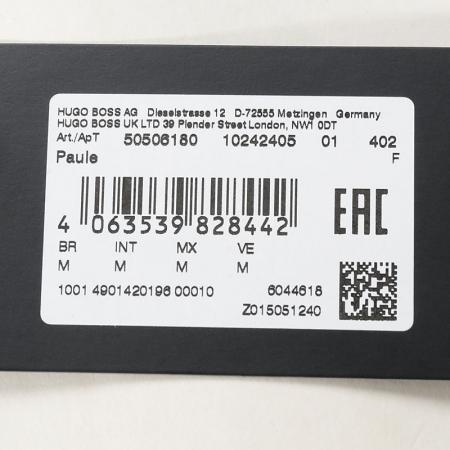 HUGO BOSS AG Dieselstrasse 12 D-72555 Metzingen Germany
HUGO BOSS UK LTD 39 Plender Street London, NW1 0DT
Art./ApT 50506180 10242405 01 402
Paule F
4 063539 828442
EAC
BR INT MX VE
M M M M
1001 4901420196 00010 6044618
Z015051240